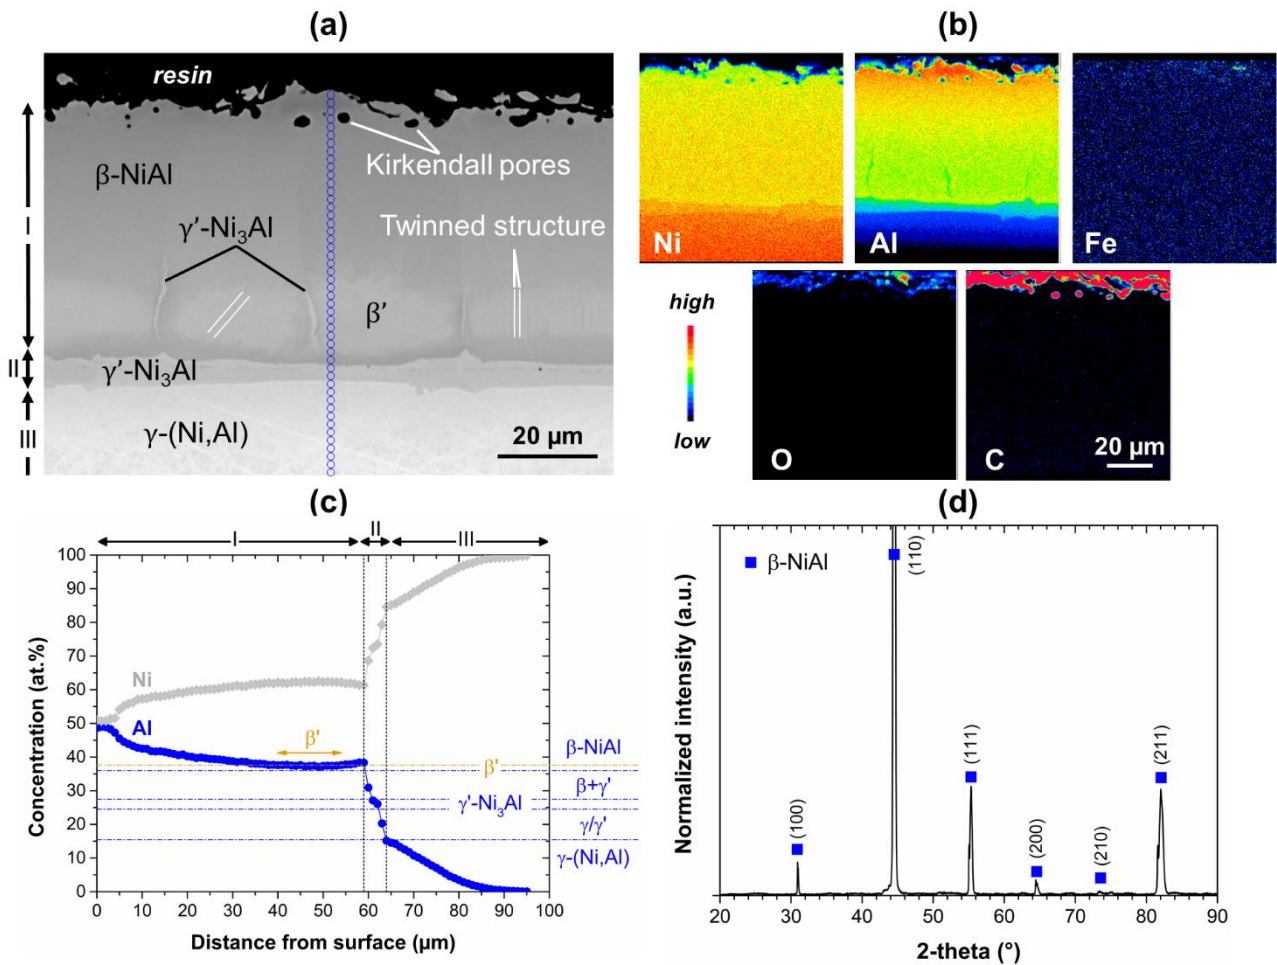 (a)
resin
Kirkendall pores
β-NiAl
γ'-Ni₃Al
Twinned structure
β'
γ'-Ni₃Al
γ-(Ni,Al)
20 µm
I
II
III
(b)
Ni
Al
Fe
high
low
O
C
20 µm
(c)
I
II
III
100
90
80
70
60
50
40
30
20
10
0
Concentration (at.%)
Ni
Al
β'
β-NiAl
β'
β+γ'
γ'-Ni₃Al
γ/γ'
γ-(Ni,Al)
0 10 20 30 40 50 60 70 80 90 100
Distance from surface (µm)
(d)
Normalized intensity (a.u.)
β-NiAl
(100)
(110)
(111)
(200)
(210)
(211)
20 30 40 50 60 70 80 90
2-theta (°)